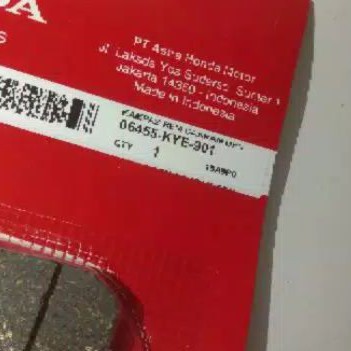 DA
S
PT Astra Honda Motor
Jl. Laksda Yos Sudarso, Sunter 1
Jakarta 14350 - Indonesia
Made in Indonesia
06455-KYE-901
QTY 1